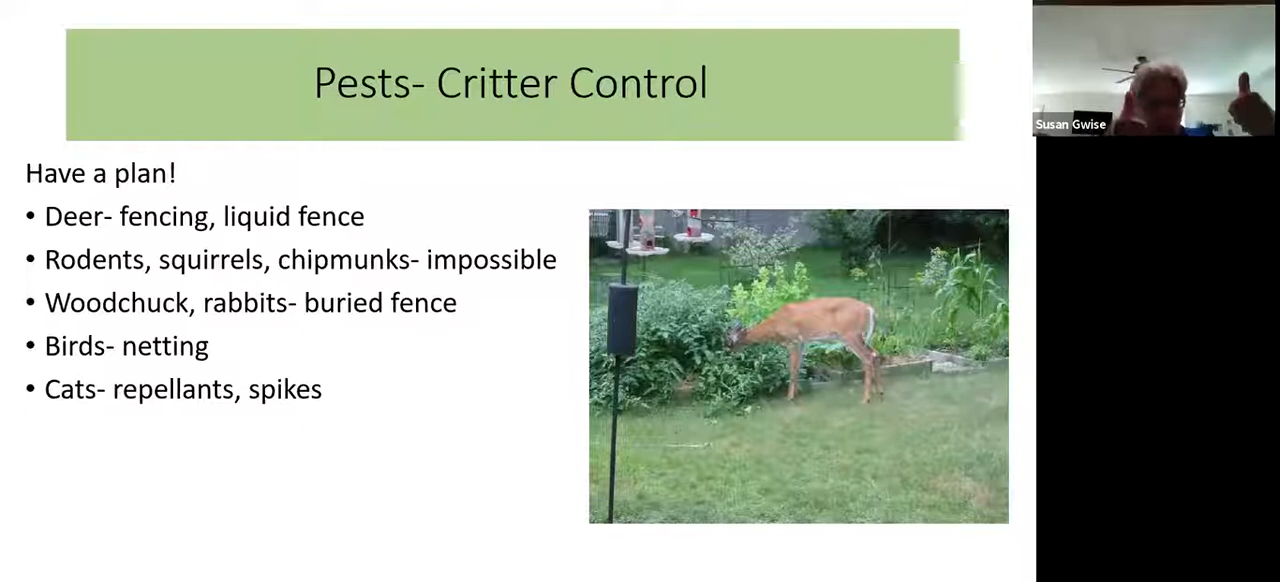 Pests- Critter Control
Have a plan!
• Deer- fencing, liquid fence
• Rodents, squirrels, chipmunks- impossible
• Woodchuck, rabbits- buried fence
• Birds- netting
• Cats- repellants, spikes
Susan Gwise